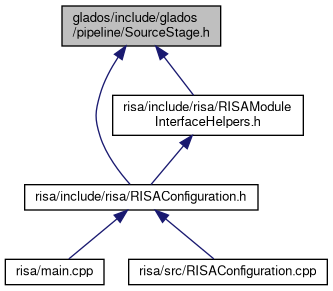 glados/include/glados
/pipeline/SourceStage.h
risa/include/risa/RISAModule
InterfaceHelpers.h
risa/include/risa/RISAConfiguration.h
risa/main.cpp
risa/src/RISAConfiguration.cpp